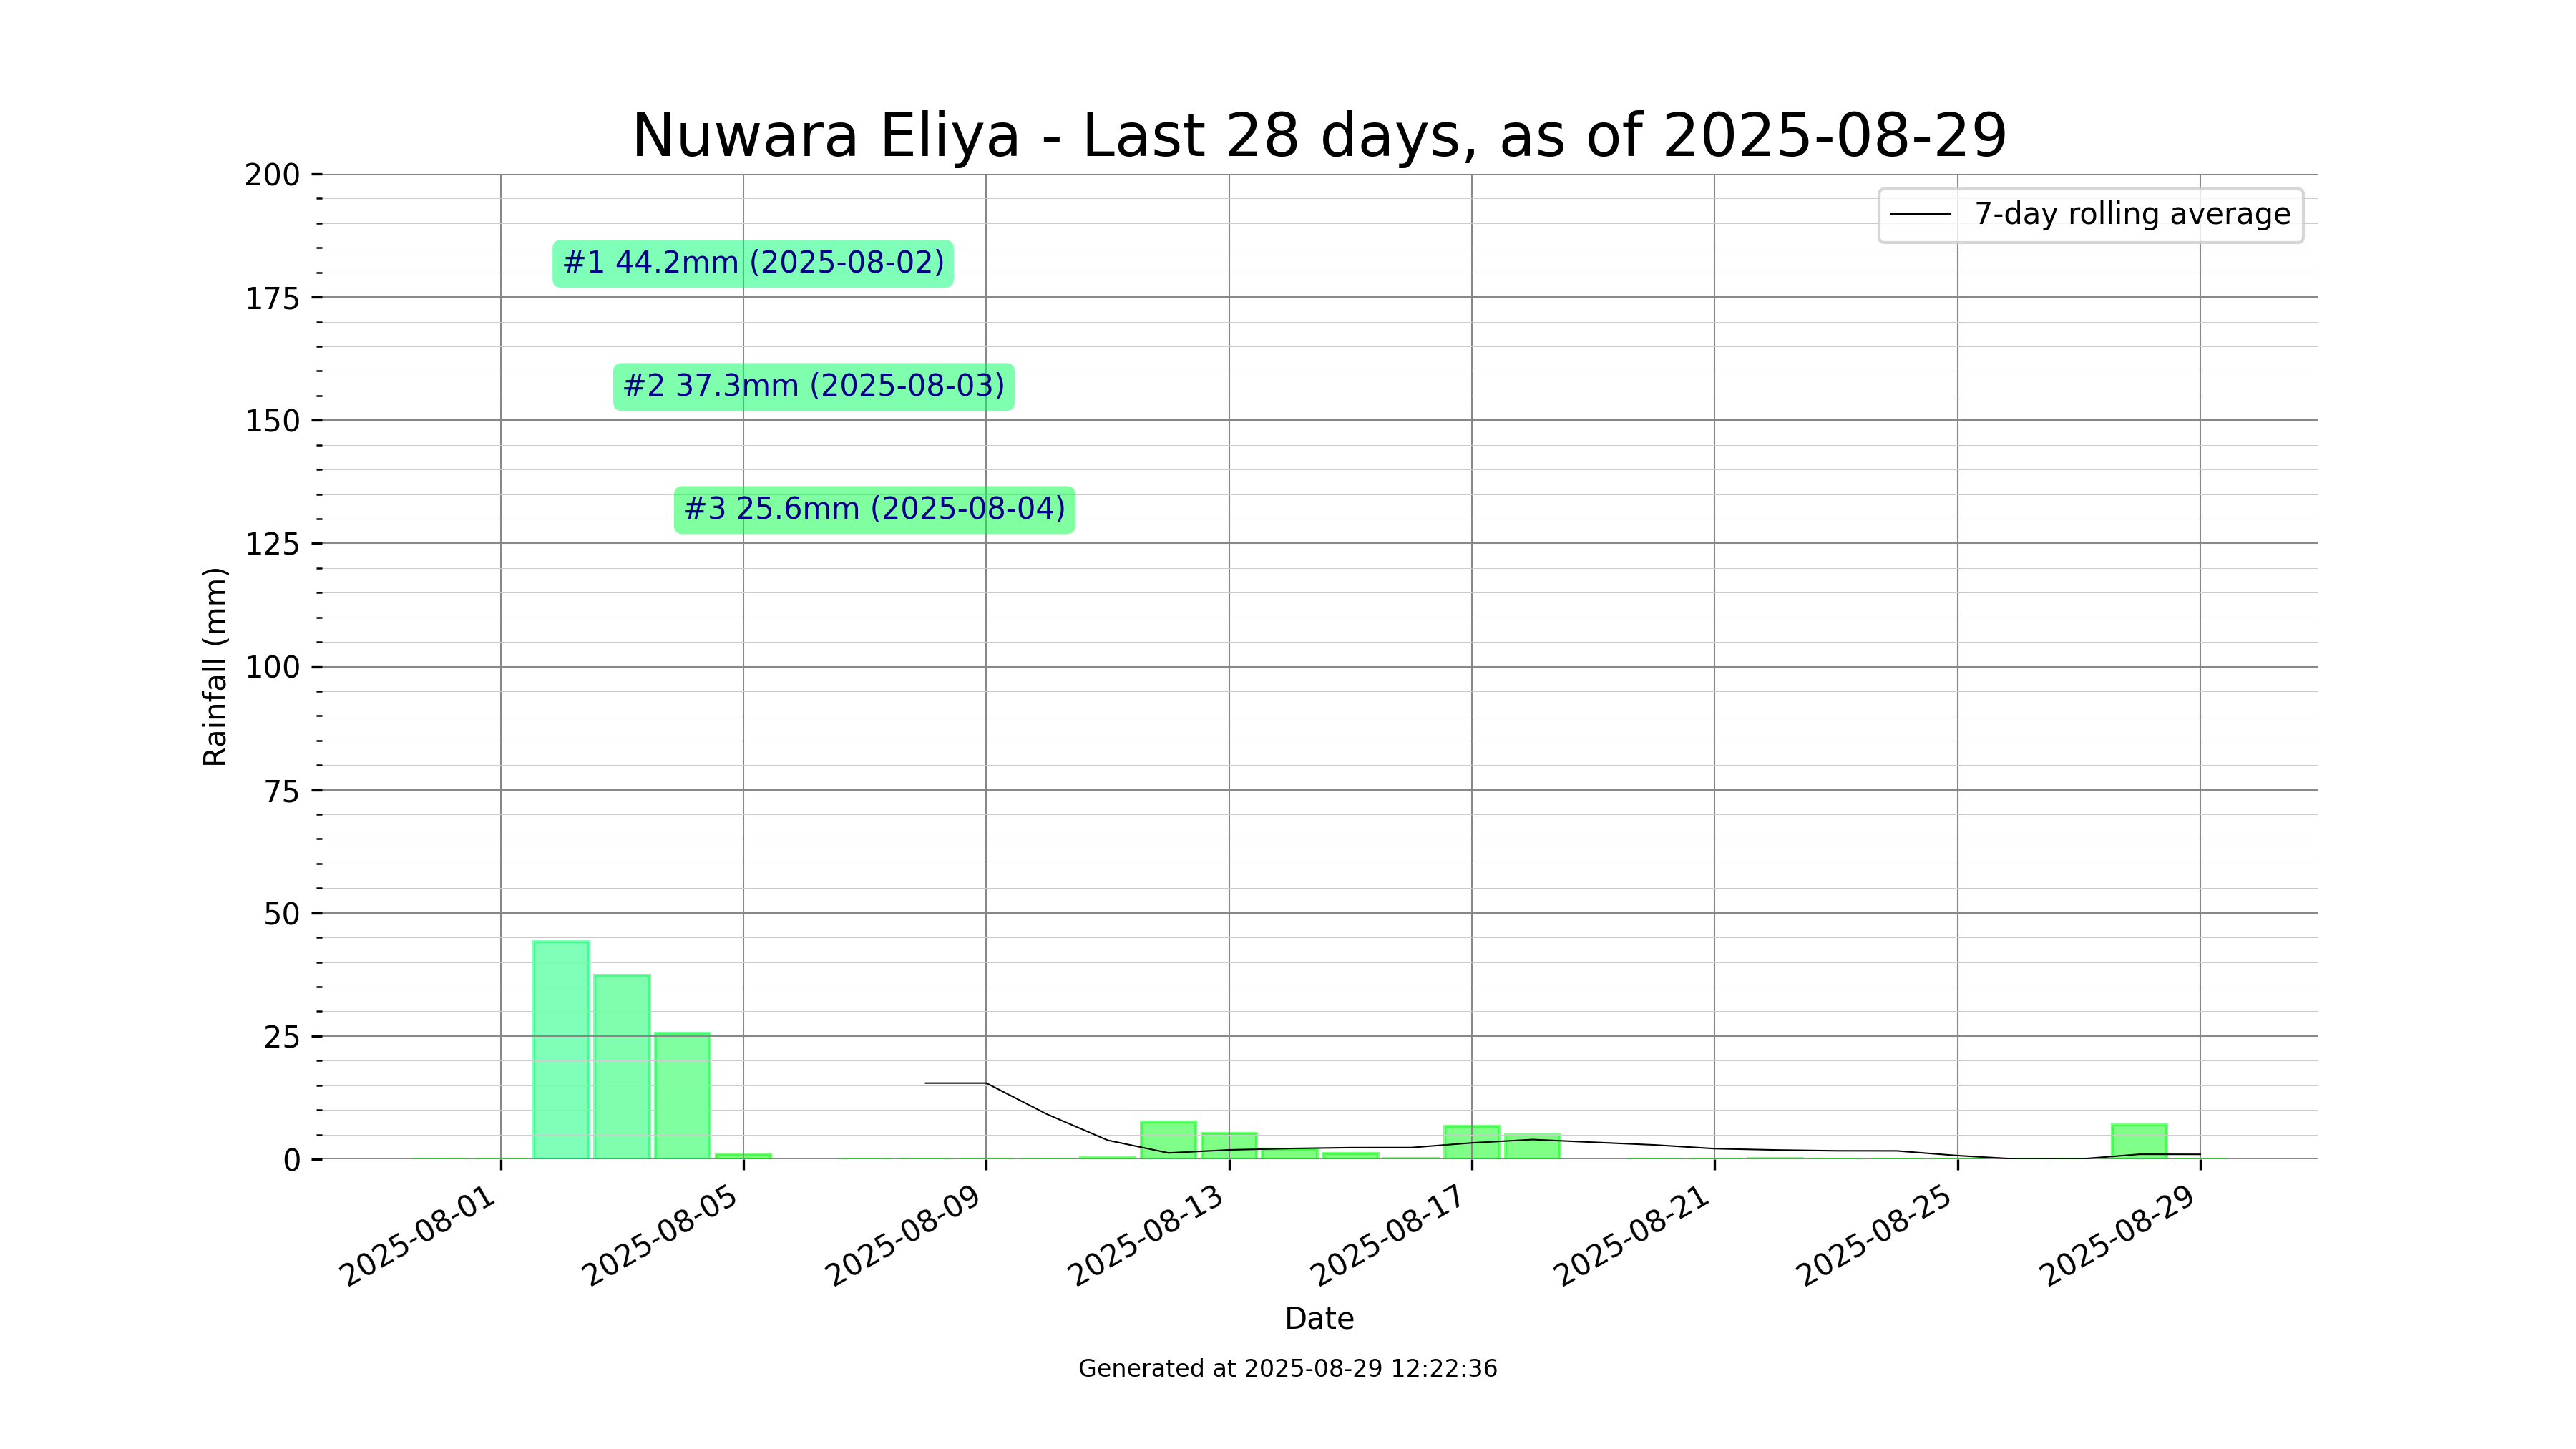 Nuwara Eliya - Last 28 days, as of 2025-08-29
7-day rolling average
#1 44.2mm (2025-08-02)
#2 37.3mm (2025-08-03)
#3 25.6mm (2025-08-04)
Rainfall (mm)
200
175
150
125
100
75
50
25
0
2025-08-01
2025-08-05
2025-08-09
2025-08-13
2025-08-17
2025-08-21
2025-08-25
2025-08-29
Date
Generated at 2025-08-29 12:22:36